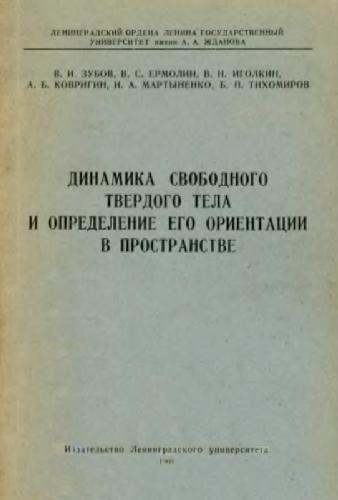 ЛЕНИНГРАДСКИЙ ОРДЕНА ЛЕНИНА ГОСУДАРСТВЕННЫЙ
УНИВЕРСИТЕТ имени А. А. ЖДАНОВА
В. И. ЗУБОВ, В. С. ЕРМОЛИН, В. Н. ИГОЛКИН,
А. Б. КОВРИГИН, И. А. МАРТЫНЕНКО, Б. П. ТИХОМИРОВ
ДИНАМИКА СВОБОДНОГО
ТВЕРДОГО ТЕЛА
И ОПРЕДЕЛЕНИЕ ЕГО ОРИЕНТАЦИИ
В ПРОСТРАНСТВЕ
Издательство Ленинградского университета